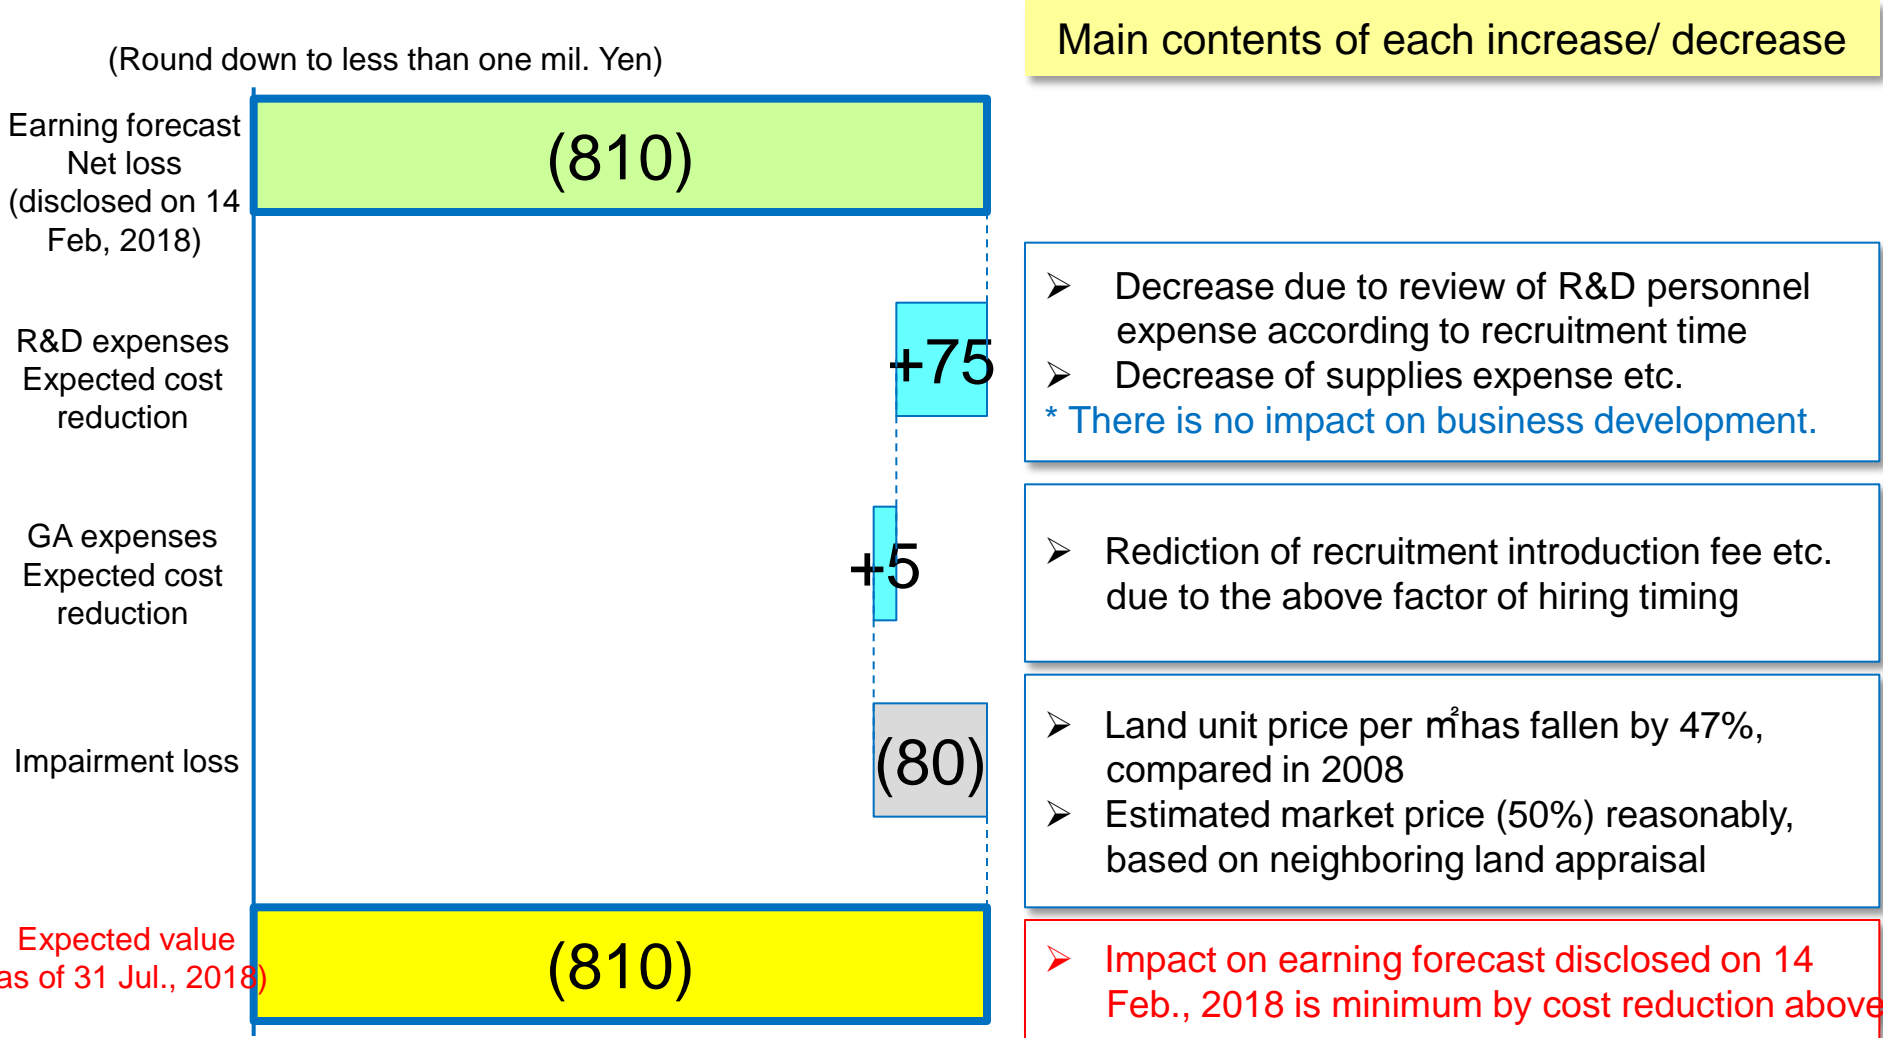 Main contents of each increase/ decrease
(Round down to less than one mil. Yen)
Earning forecast
Net loss
(disclosed on 14
Feb, 2018)
(810)
R&D expenses
Expected cost
reduction
+75
➢ Decrease due to review of R&D personnel
expense according to recruitment time
➢ Decrease of supplies expense etc.
* There is no impact on business development.
GA expenses
Expected cost
reduction
+5
➢ Rediction of recruitment introduction fee etc.
due to the above factor of hiring timing
Impairment loss
(80)
➢ Land unit price per ㎡has fallen by 47%,
compared in 2008
➢ Estimated market price (50%) reasonably,
based on neighboring land appraisal
Expected value
as of 31 Jul., 2018)
(810)
➢ Impact on earning forecast disclosed on 14
Feb., 2018 is minimum by cost reduction above